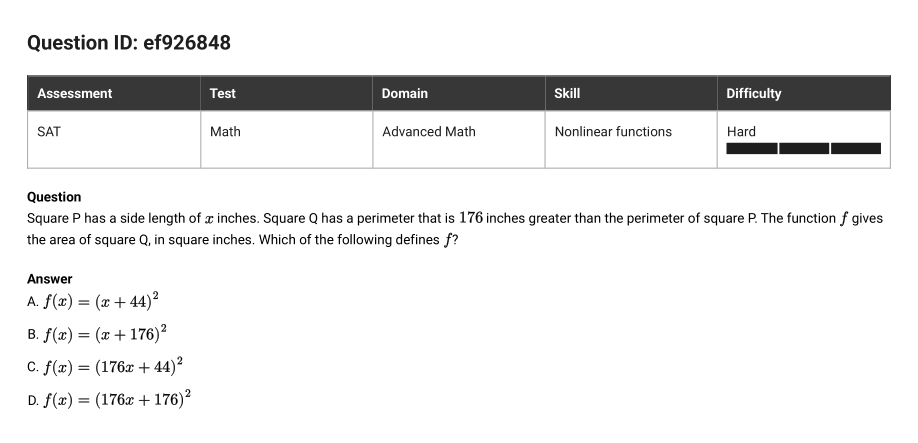 Question ID: ef926848
Assessment Test Domain Skill Difficulty
SAT Math Advanced Math Nonlinear functions Hard
Question
Square P has a side length of x inches. Square Q has a perimeter that is 176 inches greater than the perimeter of square P. The function f gives
the area of square Q, in square inches. Which of the following defines f?
Answer
A. f(x) = (x + 44)²
B. f(x) = (x + 176)²
C. f(x) = (176x + 44)²
D. f(x) = (176x + 176)²